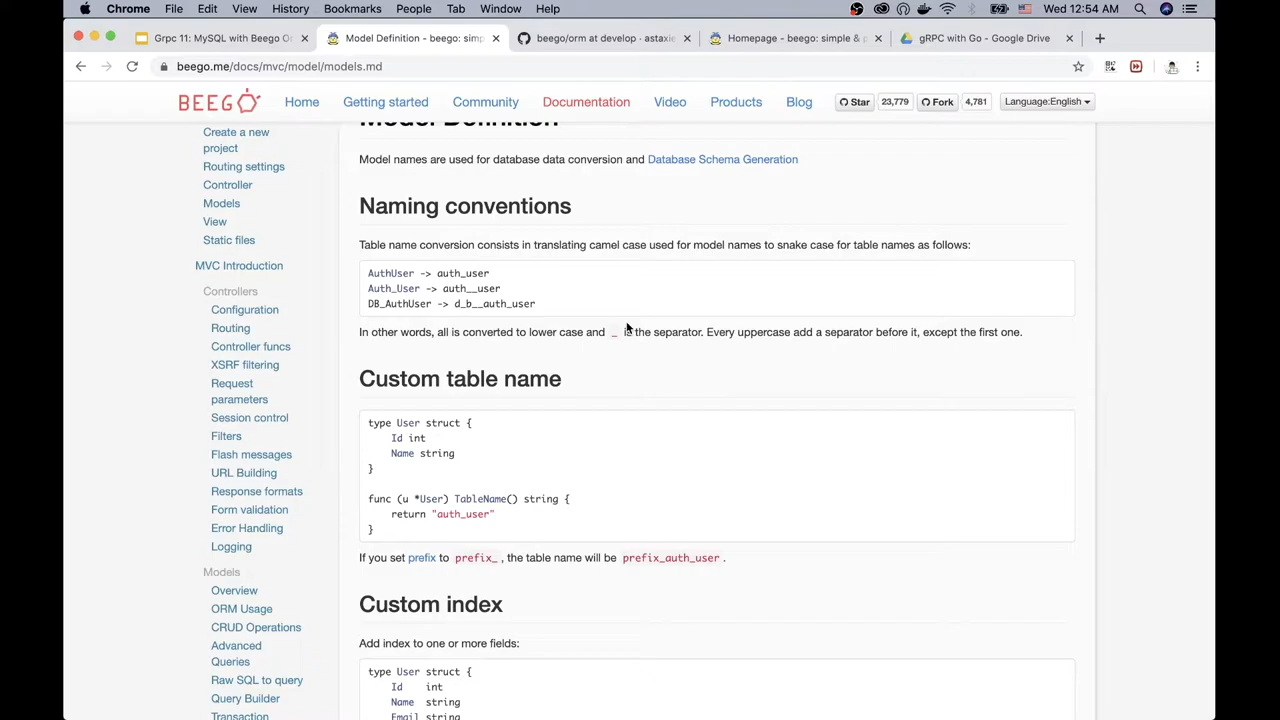 Chrome File Edit View History Bookmarks People Tab Window Help Wed 12:54 AM
Grpc 11: MySQL with Beego O
Model Definition - beego: simp
beego/orm at develop · astaxie
Homepage - beego: simple & p
gRPC with Go - Google Drive
beego.me/docs/mvc/model/models.md
BEEGO
Home Getting started Community Documentation Video Products Blog Star 23,779 Fork 4,781 Language:English
Create a new
project
Routing settings
Controller
Models
View
Static files
MVC Introduction
Controllers
Configuration
Routing
Controller funcs
XSRF filtering
Request
parameters
Session control
Filters
Flash messages
URL Building
Response formats
Form validation
Error Handling
Logging
Models
Overview
ORM Usage
CRUD Operations
Advanced
Queries
Raw SQL to query
Query Builder
Transaction
Model Definition
Model names are used for database data conversion and Database Schema Generation
Naming conventions
Table name conversion consists in translating camel case used for model names to snake case for table names as follows:
AuthUser -> auth_user
Auth_User -> auth__user
DB_AuthUser -> d_b__auth_user
In other words, all is converted to lower case and _ is the separator. Every uppercase add a separator before it, except the first one.
Custom table name
type User struct {
Id int
Name string
}
func (u *User) TableName() string {
return "auth_user"
}
If you set prefix to prefix_, the table name will be prefix_auth_user.
Custom index
Add index to one or more fields:
type User struct {
Id int
Name string
Email string